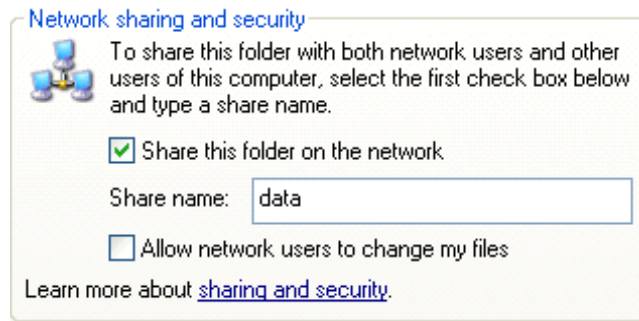 Network sharing and security
To share this folder with both network users and other
users of this computer, select the first check box below
and type a share name.
Share this folder on the network
Share name: data
Allow network users to change my files
Learn more about sharing and security.